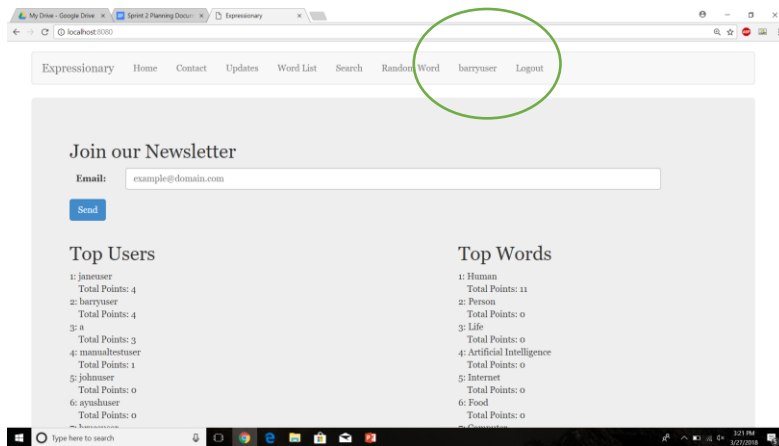 My Drive - Google Drive
Sprint 2 Planning Docum
Expressionary
localhost:8080
Expressionary Home Contact Updates Word List Search Random Word barryuser Logout
Join our Newsletter
Email: example@domain.com
Send
Top Users
1: janeuser
Total Points: 4
2: barryuser
Total Points: 4
3: a
Total Points: 3
4: manualtestuser
Total Points: 1
5: johnuser
Total Points: 0
6: ayushuser
Total Points: 0
Top Words
1: Human
Total Points: 11
2: Person
Total Points: 0
3: Life
Total Points: 0
4: Artificial Intelligence
Total Points: 0
5: Internet
Total Points: 0
6: Food
Total Points: 0
Type here to search
3:21 PM
3/27/2018